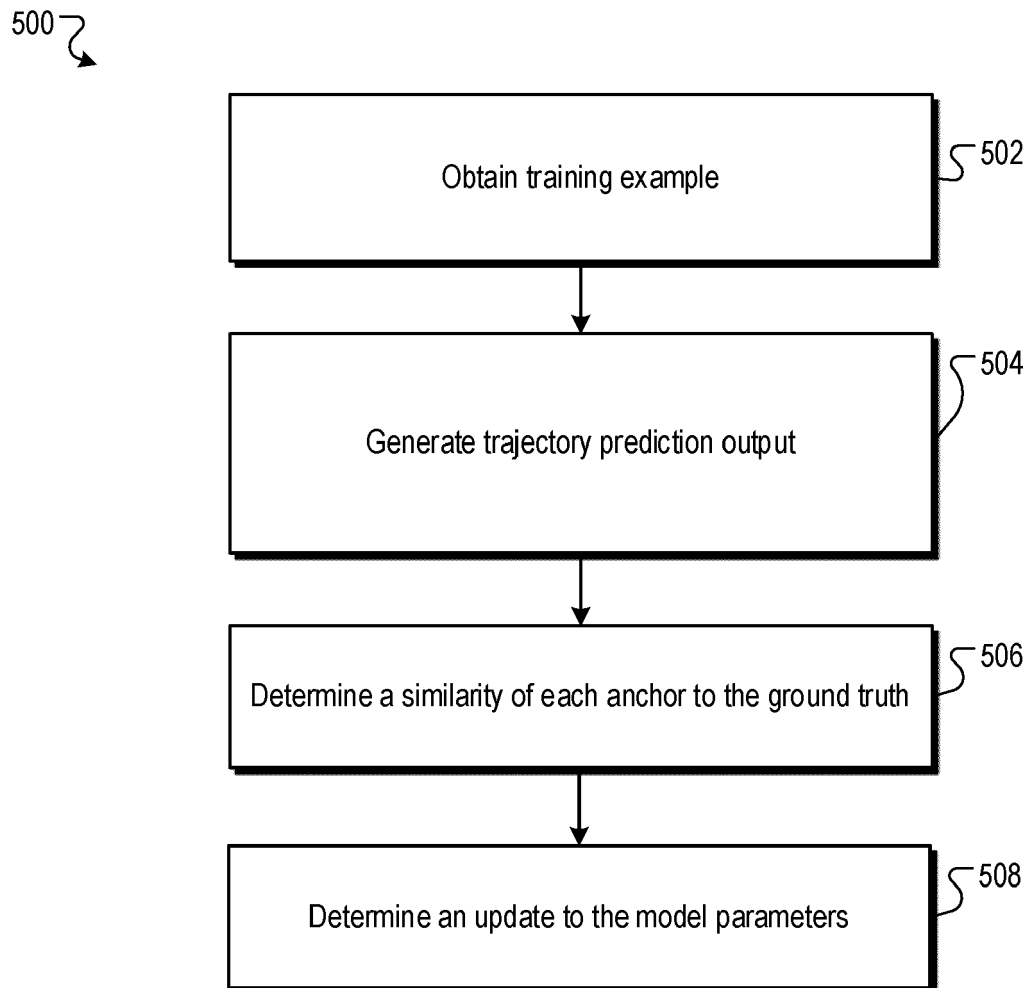 500
Obtain training example
502
Generate trajectory prediction output
504
Determine a similarity of each anchor to the ground truth
506
Determine an update to the model parameters
508